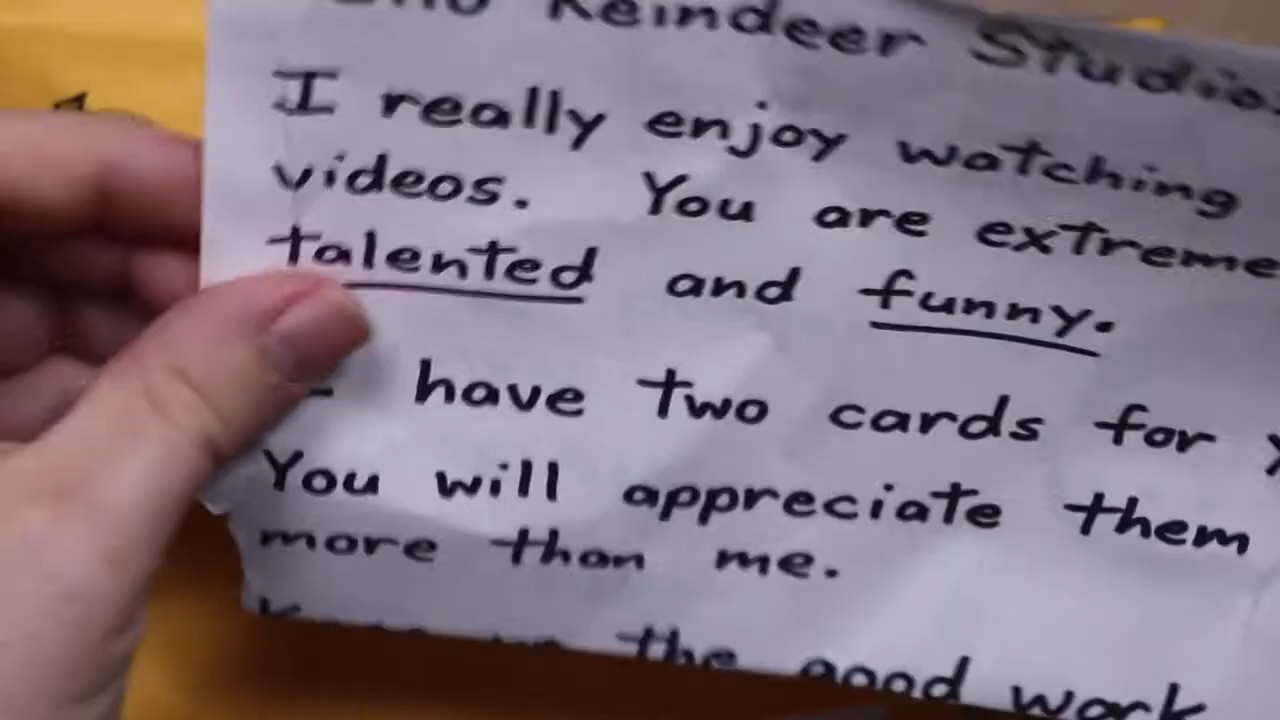 Reindeer Studios
I really enjoy watching
videos. You are extreme
talented and funny.
have two cards for
You will appreciate them
more than me.
the good work